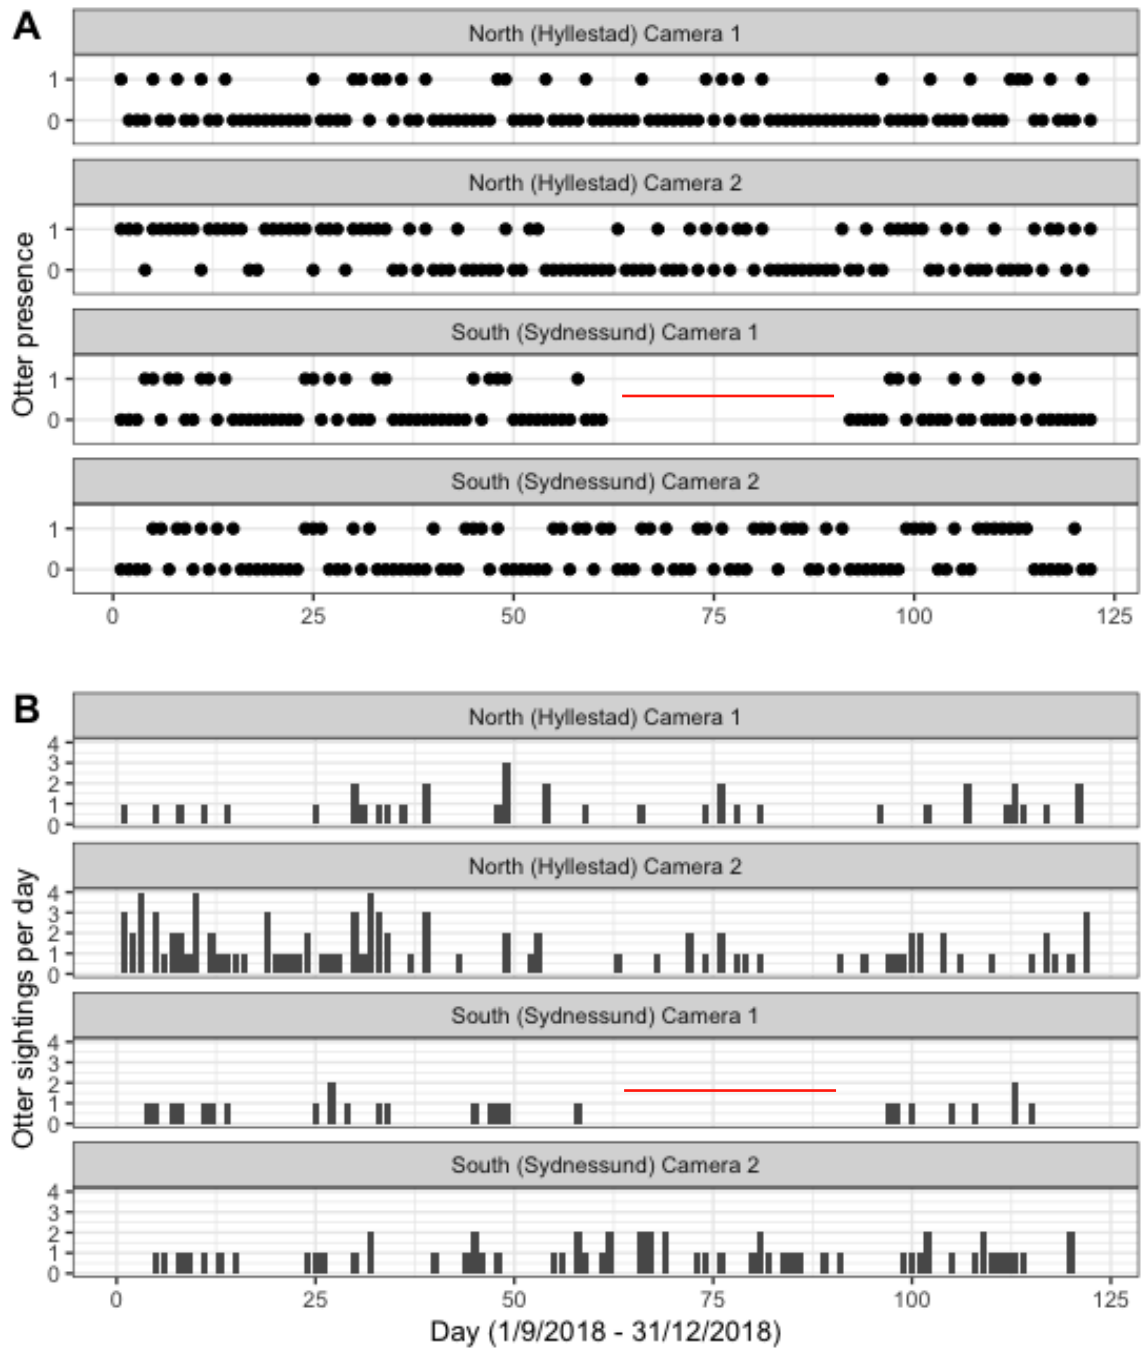 A
North (Hyllestad) Camera 1
1
0
North (Hyllestad) Camera 2
1
0
Otter presence
South (Sydnessund) Camera 1
1
0
South (Sydnessund) Camera 2
1
0
0 25 50 75 100 125
B
North (Hyllestad) Camera 1
4
3
2
1
0
North (Hyllestad) Camera 2
4
3
2
1
0
Otter sightings per day
South (Sydnessund) Camera 1
4
3
2
1
0
South (Sydnessund) Camera 2
4
3
2
1
0
0 25 50 75 100 125
Day (1/9/2018 - 31/12/2018)